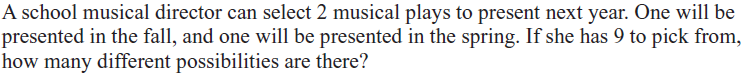 A school musical director can select 2 musical plays to present next year. One will be
presented in the fall, and one will be presented in the spring. If she has 9 to pick from,
how many different possibilities are there?